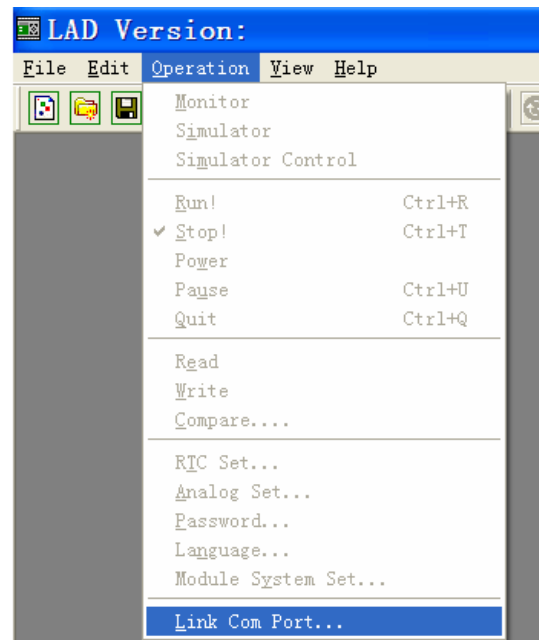 LAD Version:
File Edit Operation View Help
Monitor
Simulator
Simulator Control
Run! Ctrl+R
Stop! Ctrl+T
Power
Pause Ctrl+U
Quit Ctrl+Q
Read
Write
Compare....
RTC Set...
Analog Set...
Password...
Language...
Module System Set...
Link Com Port...